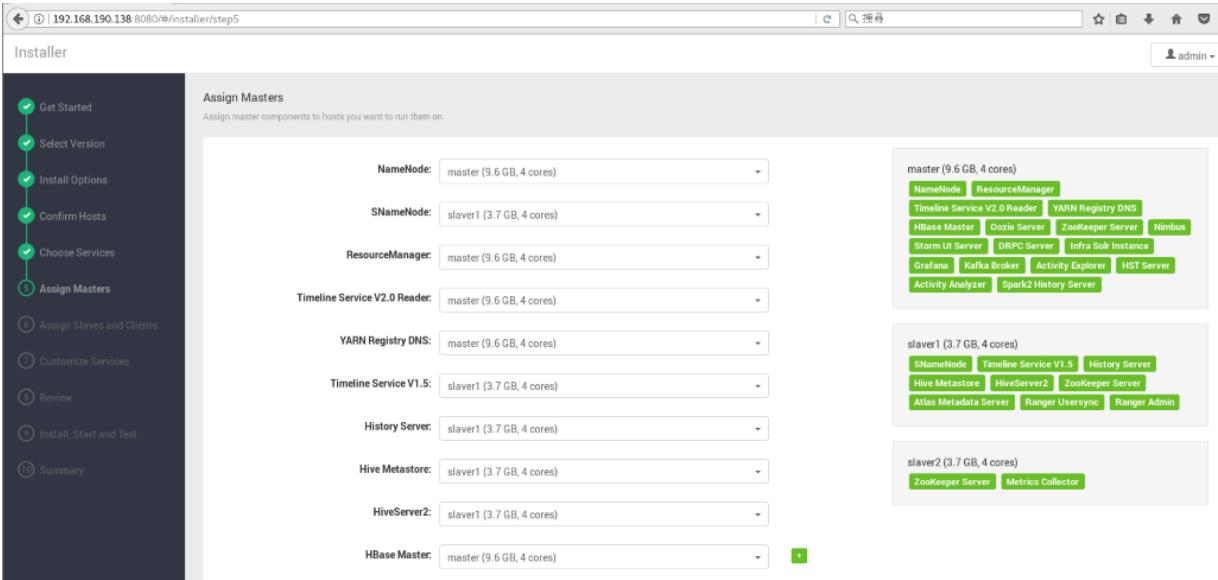 192.168.190.138:8080/#/installer/step5
搜尋
Installer
admin
Get Started
Select Version
Install Options
Confirm Hosts
Choose Services
5 Assign Masters
6 Assign Slaves and Clients
7 Customize Services
8 Review
9 Install, Start and Test
10 Summary
Assign Masters
Assign master components to hosts you want to run them on.
NameNode: master (9.6 GB, 4 cores)
SNameNode: slaver1 (3.7 GB, 4 cores)
ResourceManager: master (9.6 GB, 4 cores)
Timeline Service V2.0 Reader: master (9.6 GB, 4 cores)
YARN Registry DNS: master (9.6 GB, 4 cores)
Timeline Service V1.5: slaver1 (3.7 GB, 4 cores)
History Server: slaver1 (3.7 GB, 4 cores)
Hive Metastore: slaver1 (3.7 GB, 4 cores)
HiveServer2: slaver1 (3.7 GB, 4 cores)
HBase Master: master (9.6 GB, 4 cores) +
master (9.6 GB, 4 cores)
NameNode ResourceManager
Timeline Service V2.0 Reader YARN Registry DNS
HBase Master Oozie Server ZooKeeper Server Nimbus
Storm UI Server DRPC Server Infra Solr Instance
Grafana Kafka Broker Activity Explorer HST Server
Activity Analyzer Spark2 History Server
slaver1 (3.7 GB, 4 cores)
SNameNode Timeline Service V1.5 History Server
Hive Metastore HiveServer2 ZooKeeper Server
Atlas Metadata Server Ranger Usersync Ranger Admin
slaver2 (3.7 GB, 4 cores)
ZooKeeper Server Metrics Collector